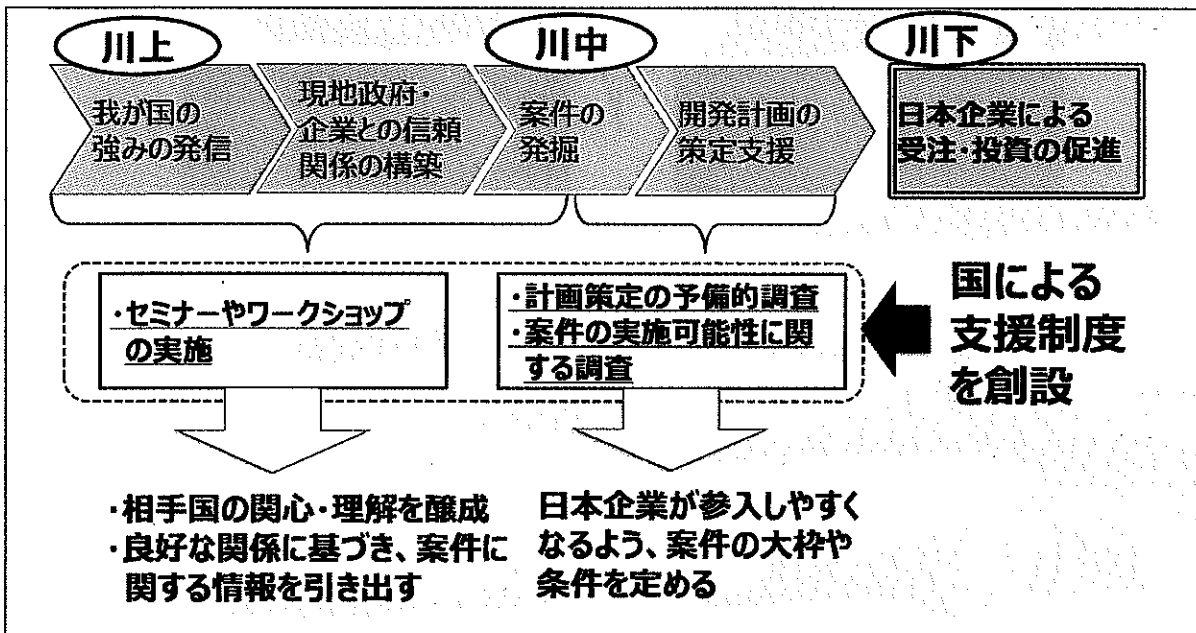 川上
川中
川下
我が国の
強みの発信
現地政府・
企業との信頼
関係の構築
案件の
発掘
開発計画の
策定支援
日本企業による
受注・投資の促進
・セミナーやワークショップ
の実施
・計画策定の予備的調査
・案件の実施可能性に関
する調査
国による
支援制度
を創設
・相手国の関心・理解を醸成
・良好な関係に基づき、案件に
関する情報を引き出す
日本企業が参入しやすく
なるよう、案件の大枠や
条件を定める